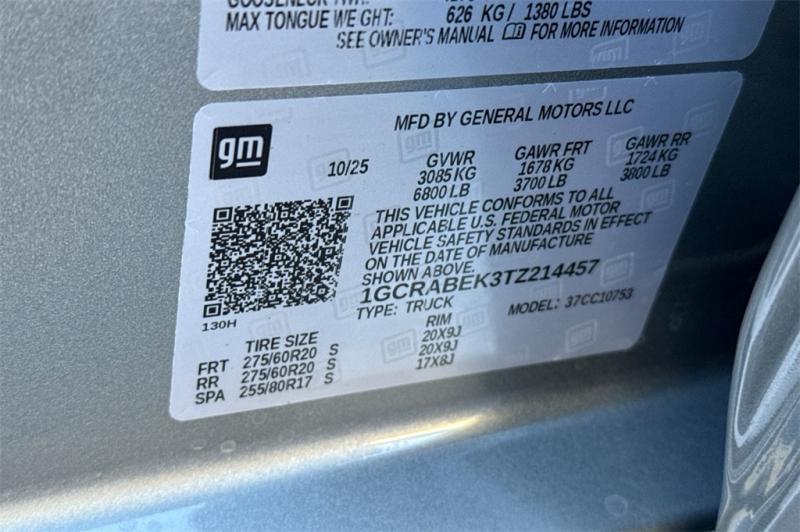 MAX TONGUE WEIGHT: 626 KG/ 1380 LBS
SEE OWNER'S MANUAL FOR MORE INFORMATION
gm
MFD BY GENERAL MOTORS LLC
10/25 GVWR GAWR FRT GAWR RR
3085 KG 1678 KG 1724 KG
6800 LB 3700 LB 3800 LB
THIS VEHICLE CONFORMS TO ALL
APPLICABLE U.S. FEDERAL MOTOR
VEHICLE SAFETY STANDARDS IN EFFECT
ON THE DATE OF MANUFACTURE
SHOWN ABOVE.
1GCRABEK3TZ214457
TYPE: TRUCK MODEL: 37CC10753
130H
TIRE SIZE RIM
FRT 275/60R20 S 20X9J
RR 275/60R20 S 20X9J
SPA 255/80R17 S 17X8J